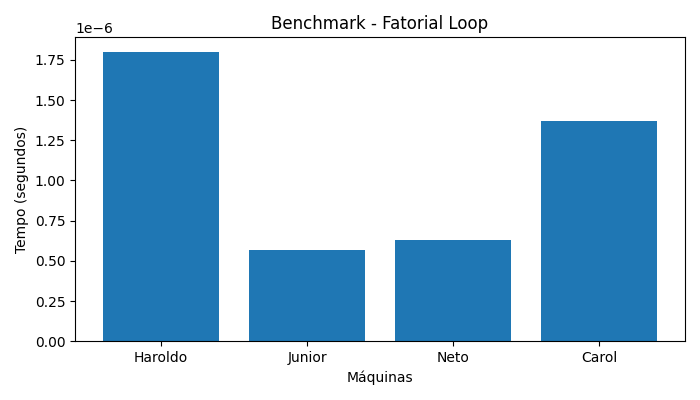 Benchmark - Fatorial Loop
1e−6
1.75
1.50
1.25
1.00
0.75
0.50
0.25
0.00
Tempo (segundos)
Haroldo Junior Neto Carol
Máquinas